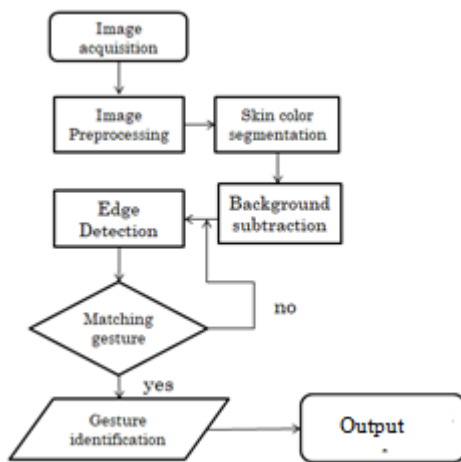 Image
acquisition
Image
Preprocessing
Skin color
segmentation
Background
subtraction
Edge
Detection
Matching
gesture
no
yes
Gesture
identification
Output